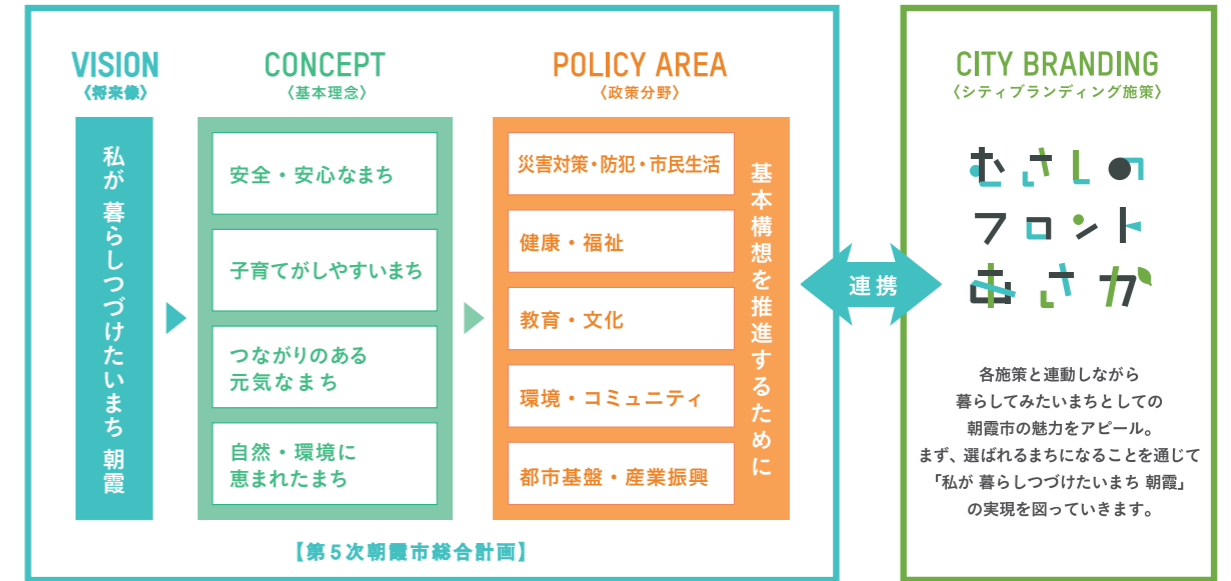 VISION
〈将来像〉
私が 暮らしつづけたいまち 朝霞
CONCEPT
〈基本理念〉
安全・安心なまち
子育てがしやすいまち
つながりのある
元気なまち
自然・環境に
恵まれたまち
POLICY AREA
〈政策分野〉
災害対策・防犯・市民生活
健康・福祉
教育・文化
環境・コミュニティ
都市基盤・産業振興
基本構想を推進するために
【第5次朝霞市総合計画】
連携
CITY BRANDING
〈シティブランディング施策〉
むさしの
フロント
あさか
各施策と連動しながら
暮らしてみたいまちとしての
朝霞市の魅力をアピール。
まず、選ばれるまちになることを通じて
「私が 暮らしつづけたいまち 朝霞」
の実現を図っていきます。